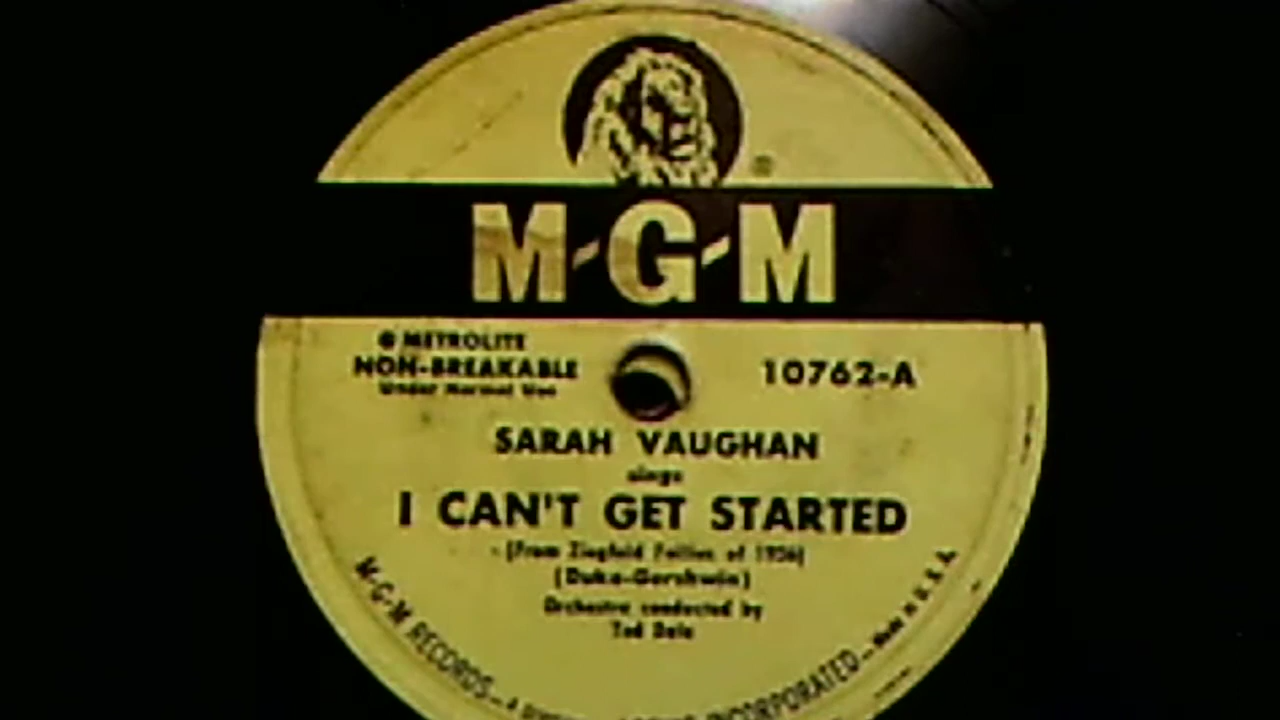 M-G-M
® METROLITE
NON-BREAKABLE
Under Normal Use
10762-A
SARAH VAUGHAN
sings
I CAN'T GET STARTED
(From Ziegfeld Follies of 1936)
(Duke-Gershwin)
Orchestra conducted by
Ted Dale
M-G-M RECORDS—A INCORPORATED—Made in U.S.A.